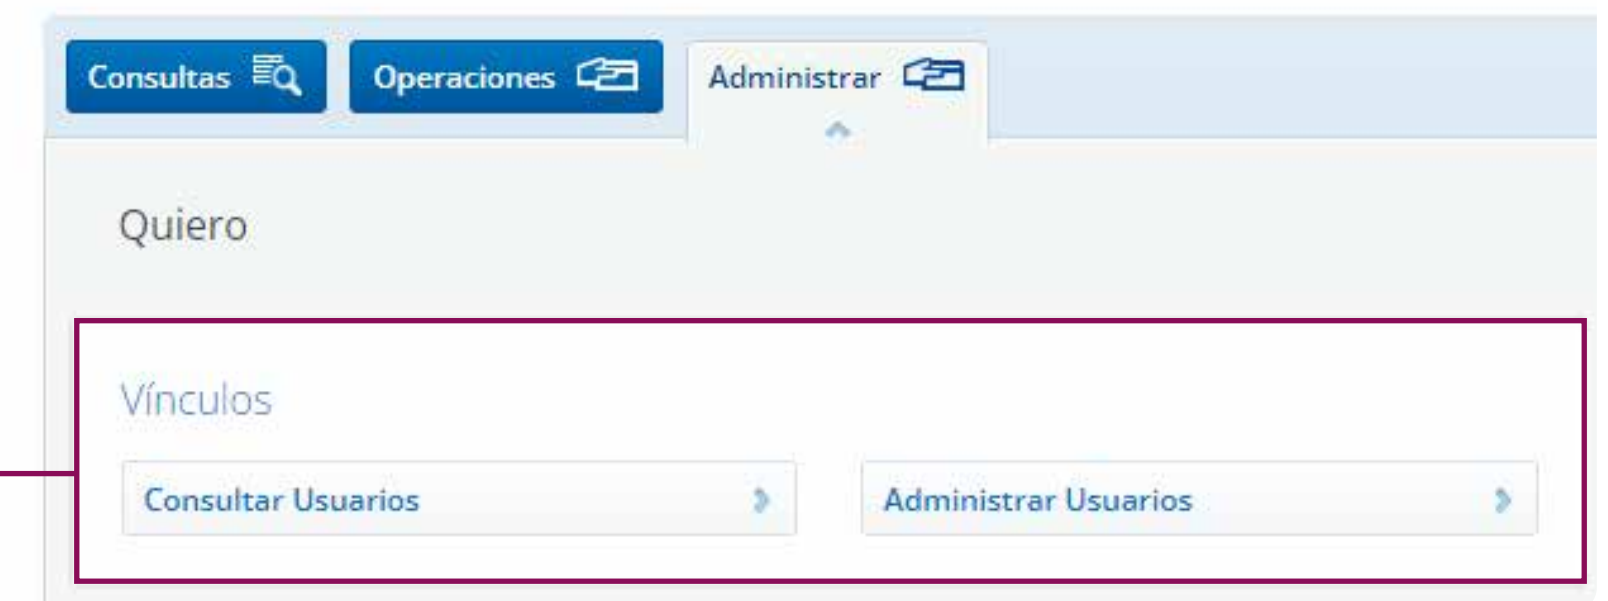 Consultas Operaciones Administrar
Quiero
Vínculos
Consultar Usuarios Administrar Usuarios